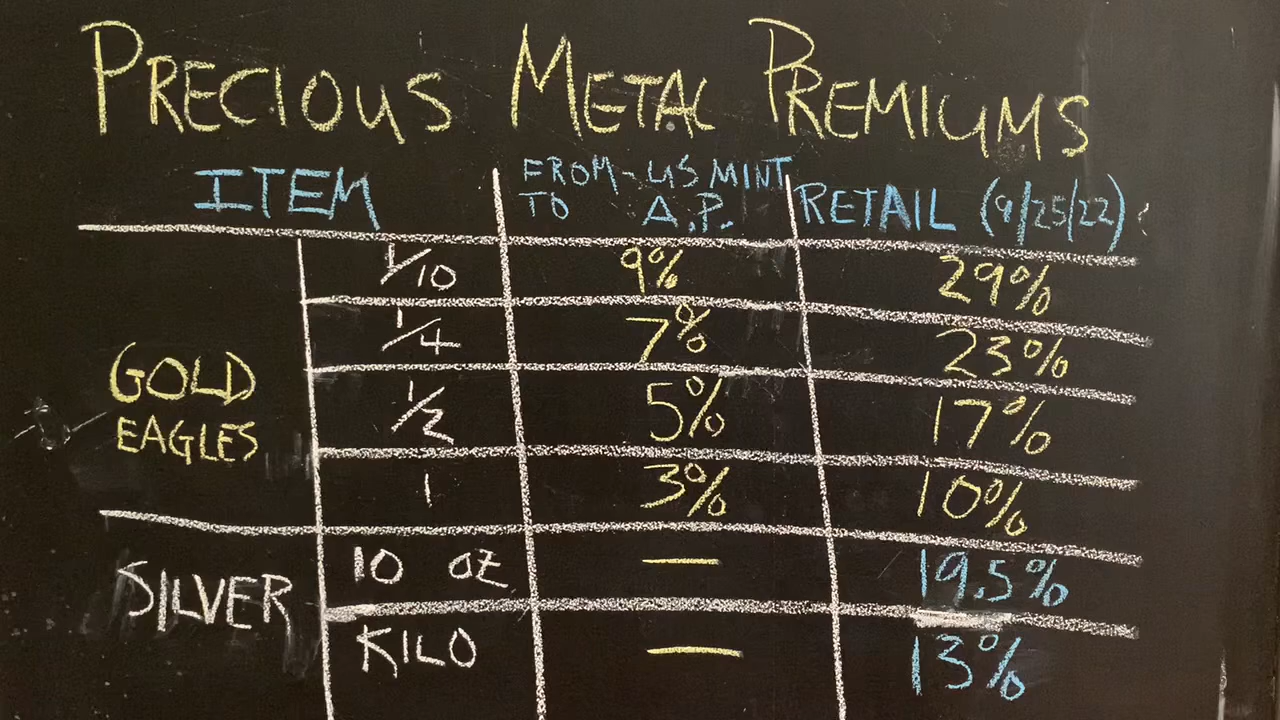 PRECIOUS METAL PREMIUMS
ITEM FROM - US MINT TO A.P. RETAIL (9/25/22)
GOLD EAGLES
1/10 9% 29%
1/4 7% 23%
1/2 5% 17%
1 3% 10%
SILVER
10 OZ — 19.5%
KILO — 13%